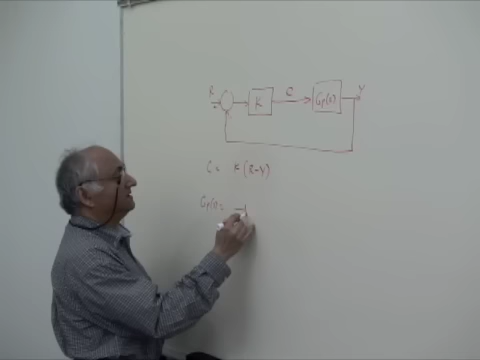 R K C Gp(s) Y
C = K(R-Y)
Gp(s) =